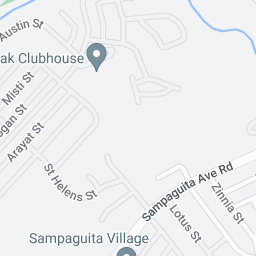 Austin St
ak Clubhouse
Misti St
ogan St
Arayat St
St Helens St
Sampaguita Ave Rd
Zinnia St
Lotus St
Sampaguita Village